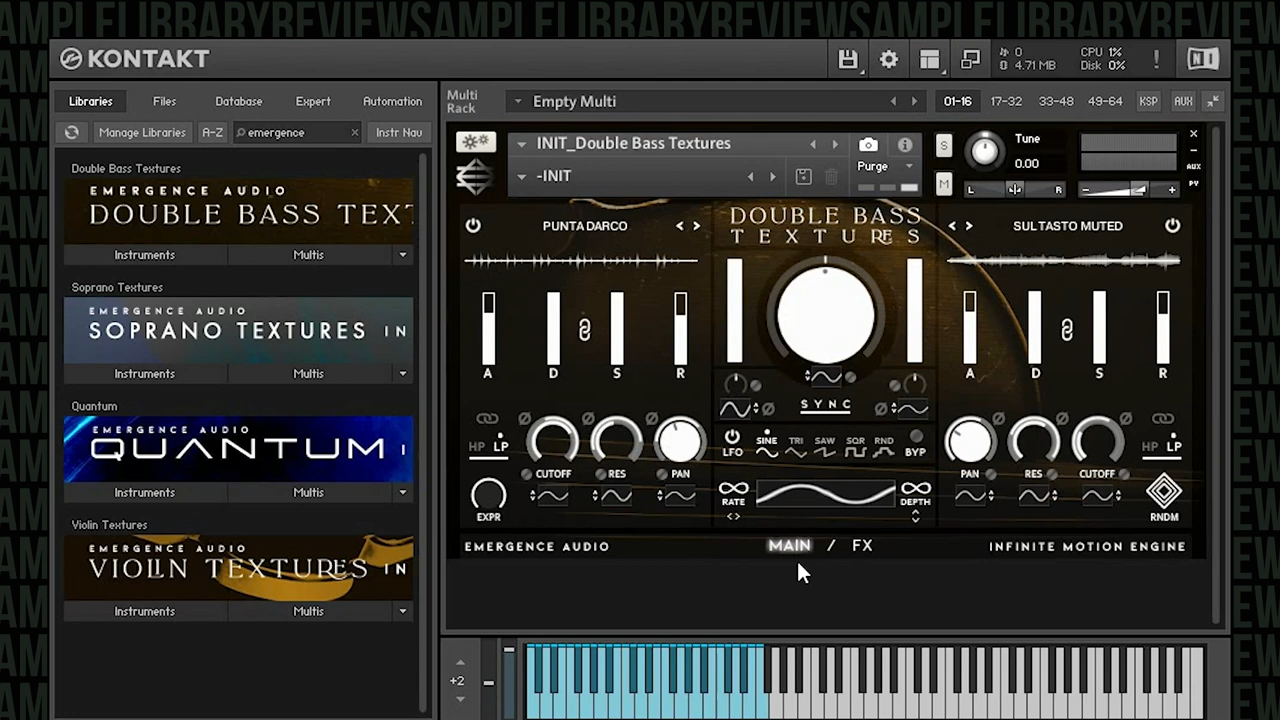 SAMPLELIBRARYREVIEWSAMPLELIBRARYREVIEWSAMPLELIBRARYREVIEWS
KONTAKT
0
4.71 MB
CPU 1%
Disk 0%
!
NI
Libraries
Files
Database
Expert
Automation
Manage Libraries
A-Z
emergence
×
Instr Nav
Double Bass Textures
EMERGENCE AUDIO
DOUBLE BASS TEXT
Instruments
Multis
Soprano Textures
EMERGENCE AUDIO
SOPRANO TEXTURES IN
Instruments
Multis
Quantum
EMERGENCE AUDIO
QUANTUM I
Instruments
Multis
Violin Textures
EMERGENCE AUDIO
VIOLIN TEXTURES IN
Instruments
Multis
Multi
Rack
Empty Multi
01-16
17-32
33-48
49-64
KSP
AUX
INIT_Double Bass Textures
-INIT
Purge
S
M
Tune
0.00
L
R
-
+
×
-
AUX
PV
PUNTA DARCO
< >
DOUBLE BASS
TEXTURES
< >
SUL TASTO MUTED
A D S R
A D S R
SYNC
HP LP
CUTOFF
RES
PAN
EXPR
LFO
SINE
TRI
SAW
SQR
RND
BYP
RATE
< >
DEPTH
PAN
RES
CUTOFF
HP LP
RNDM
EMERGENCE AUDIO
MAIN / FX
INFINITE MOTION ENGINE
+2